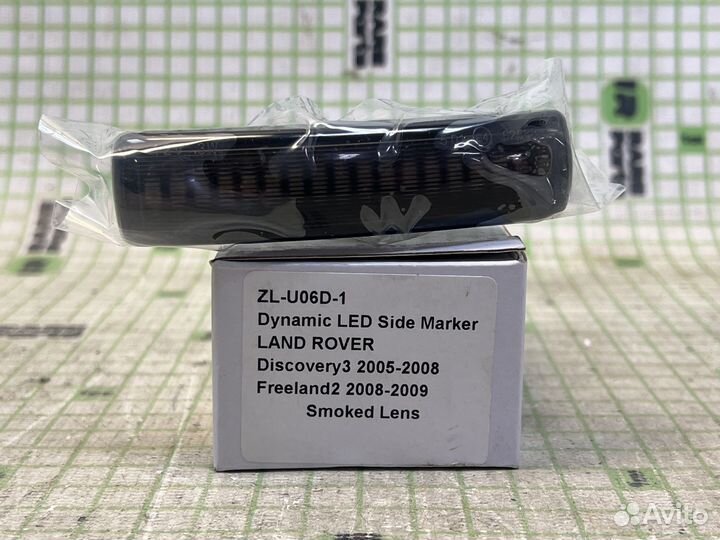 ZL-U06D-1
Dynamic LED Side Marker
LAND ROVER
Discovery3 2005-2008
Freeland2 2008-2009
Smoked Lens
Avito